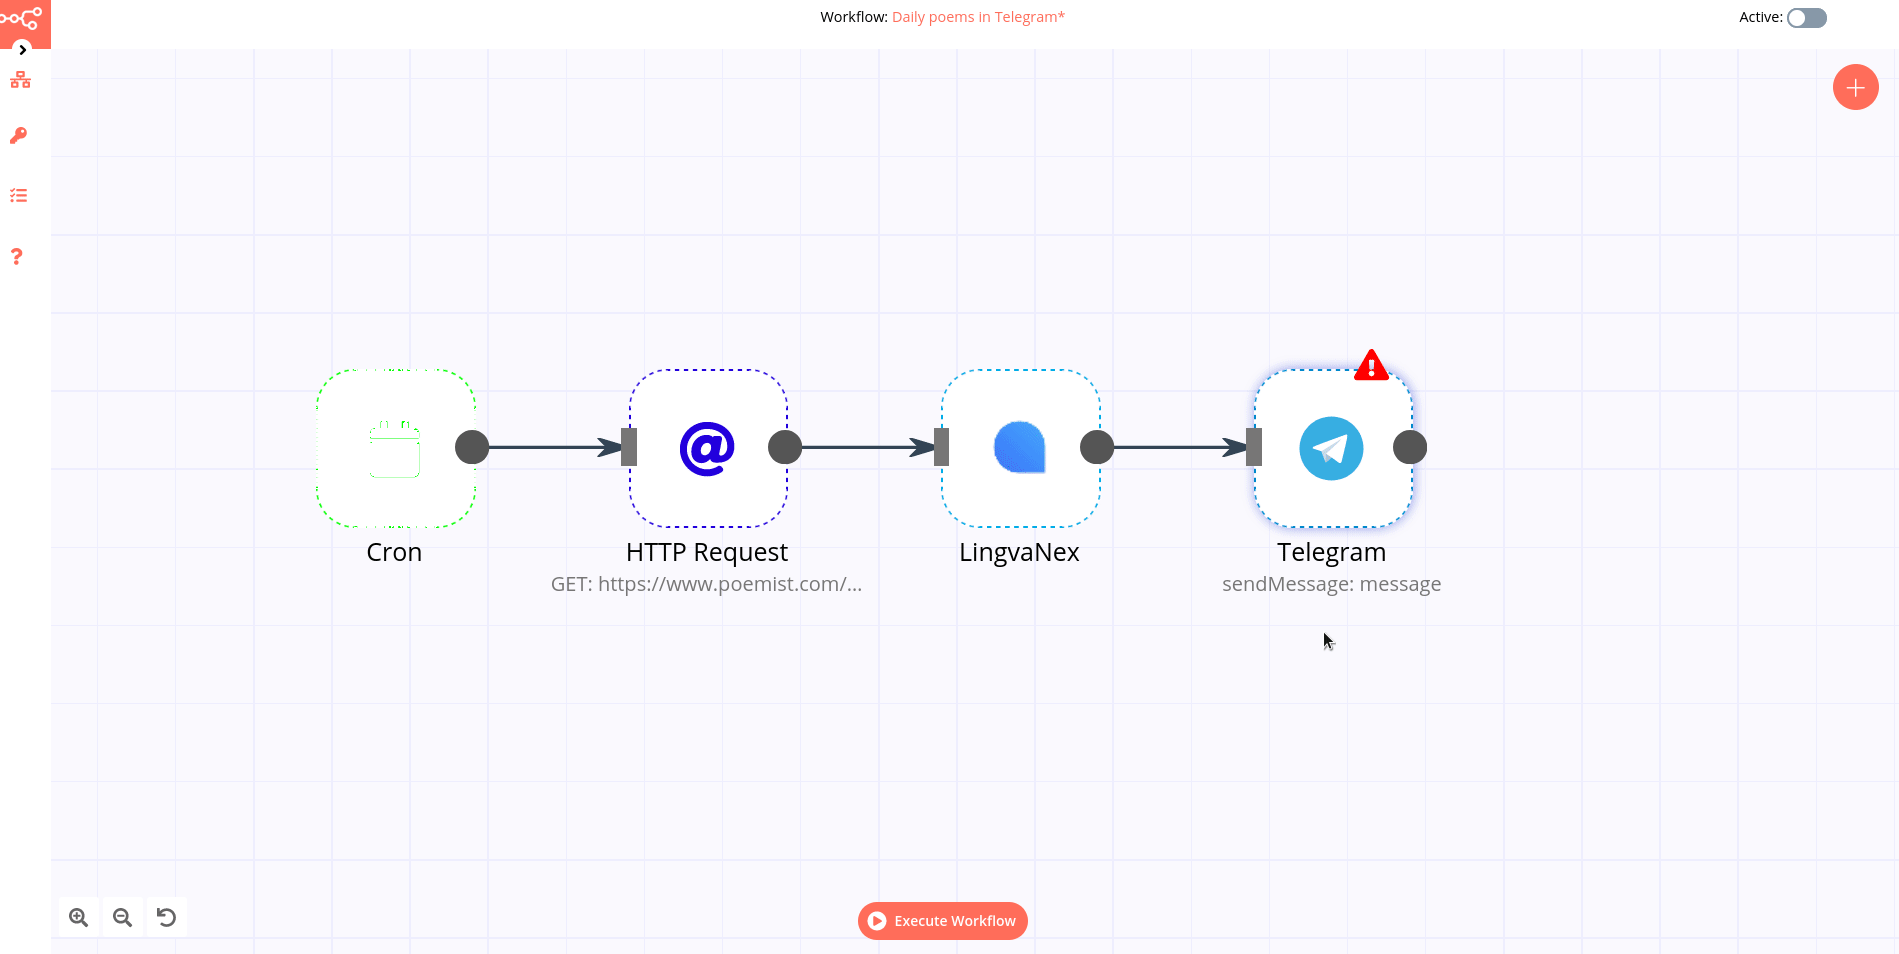 Workflow: Daily poems in Telegram*
Active:
Cron
HTTP Request
GET: https://www.poemist.com/...
LingvaNex
Telegram
sendMessage: message
Execute Workflow